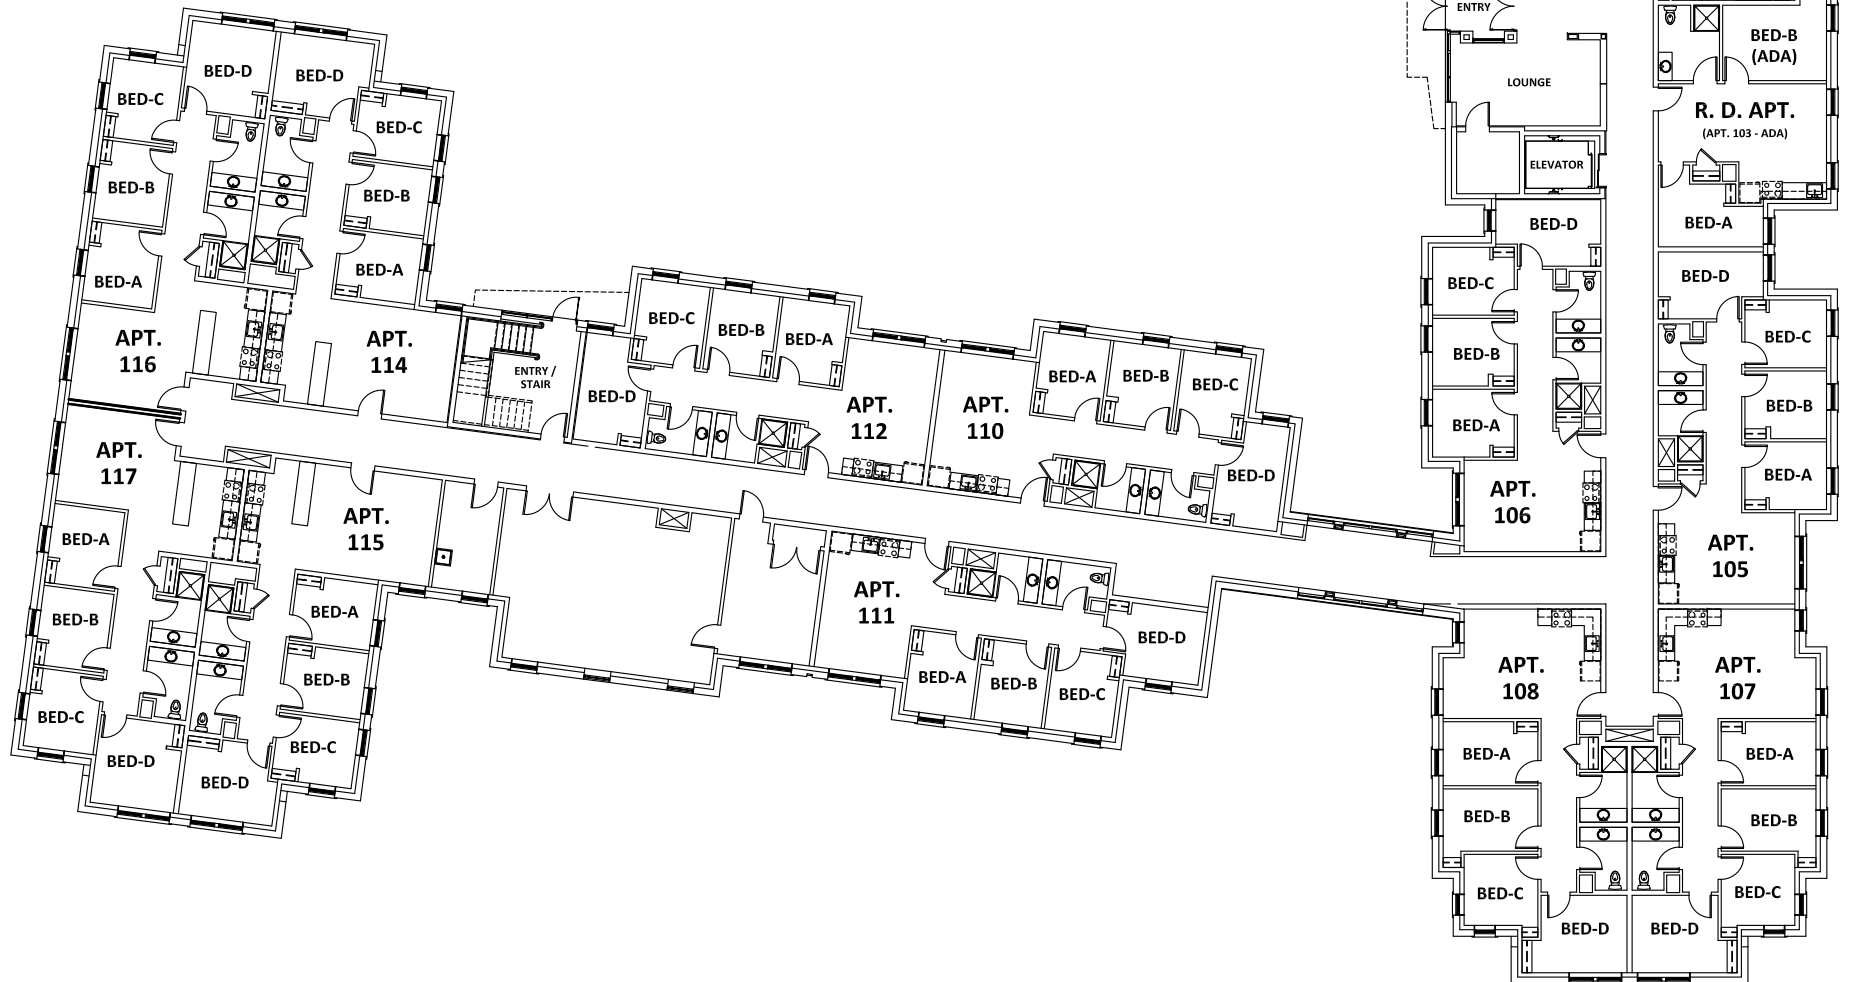 ENTRY
BED-B
(ADA)
LOUNGE
R. D. APT.
(APT. 103 - ADA)
ELEVATOR
BED-A
BED-D
BED-D
BED-C
BED-D
BED-C
BED-B
BED-A
BED-B
BED-A
APT.
116
APT.
114
ENTRY /
STAIR
BED-C
BED-B
BED-A
BED-D
APT.
112
APT.
110
BED-A
BED-B
BED-C
BED-D
BED-D
BED-C
BED-B
BED-A
APT.
106
BED-D
BED-C
BED-B
BED-A
APT.
105
APT.
117
APT.
115
BED-A
BED-B
BED-C
BED-D
BED-A
BED-B
BED-C
BED-D
APT.
111
BED-A
BED-B
BED-C
BED-D
APT.
108
APT.
107
BED-A
BED-B
BED-C
BED-D
BED-A
BED-B
BED-C
BED-D